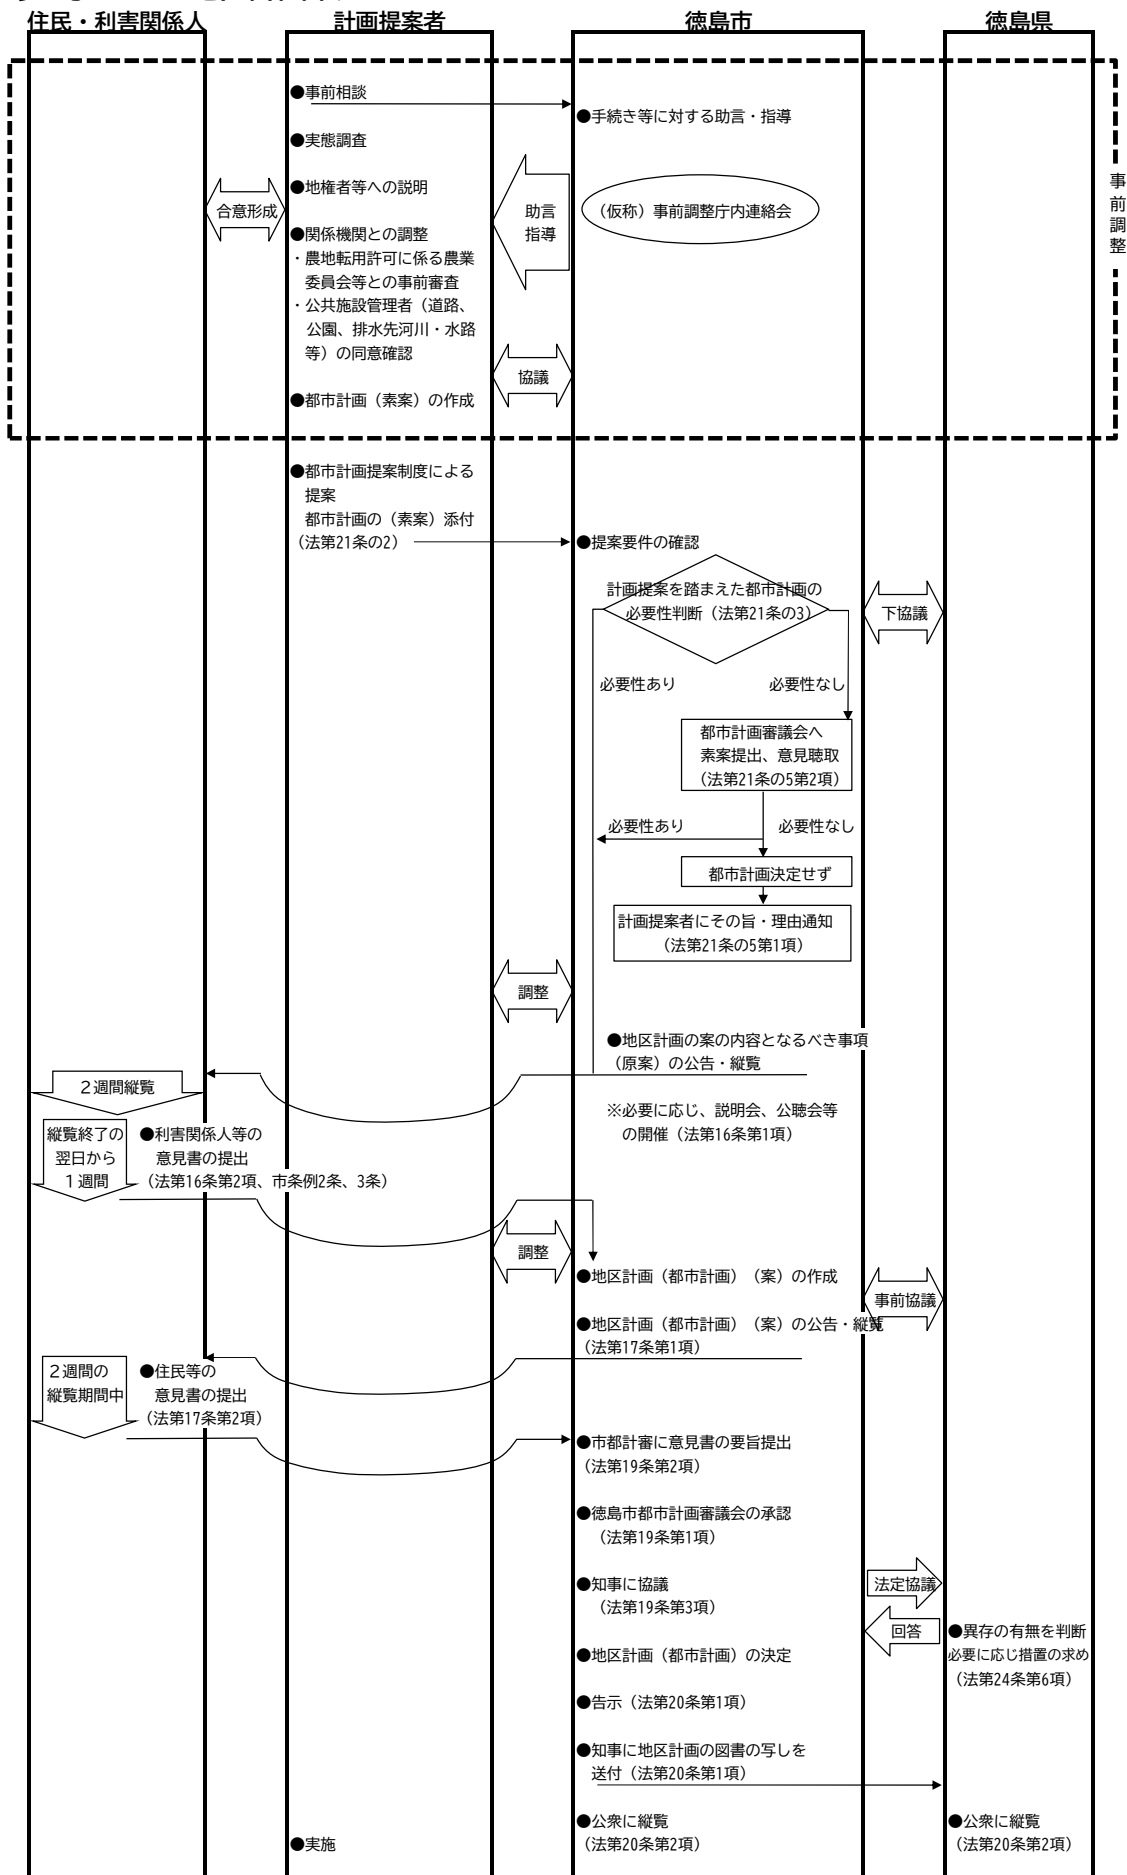 住民・利害関係人
計画提案者
徳島市
徳島県
事前調整
●事前相談
●手続き等に対する助言・指導
●実態調査
●地権者等への説明
合意形成
助言
指導
(仮称)事前調整庁内連絡会
●関係機関との調整
・農地転用許可に係る農業
委員会等との事前審査
・公共施設管理者(道路、
公園、排水先河川・水路
等)の同意確認
協議
●都市計画(素案)の作成
●都市計画提案制度による
提案
都市計画の(素案)添付
(法第21条の2)
●提案要件の確認
計画提案を踏まえた都市計画の
必要性判断(法第21条の3)
下協議
必要性あり
必要性なし
都市計画審議会へ
素案提出、意見聴取
(法第21条の5第2項)
必要性あり
必要性なし
都市計画決定せず
計画提案者にその旨・理由通知
(法第21条の5第1項)
調整
●地区計画の案の内容となるべき事項
(原案)の公告・縦覧
2週間縦覧
※必要に応じ、説明会、公聴会等
の開催(法第16条第1項)
縦覧終了の
翌日から
1週間
●利害関係人等の
意見書の提出
(法第16条第2項、市条例2条、3条)
調整
●地区計画(都市計画)(案)の作成
事前協議
●地区計画(都市計画)(案)の公告・縦覧
(法第17条第1項)
2週間の
縦覧期間中
●住民等の
意見書の提出
(法第17条第2項)
●市都計審に意見書の要旨提出
(法第19条第2項)
●徳島市都市計画審議会の承認
(法第19条第1項)
●知事に協議
(法第19条第3項)
法定協議
回答
●異存の有無を判断
必要に応じ措置の求め
(法第24条第6項)
●地区計画(都市計画)の決定
●告示(法第20条第1項)
●知事に地区計画の図書の写しを
送付(法第20条第1項)
●公衆に縦覧
(法第20条第2項)
●公衆に縦覧
(法第20条第2項)
●実施